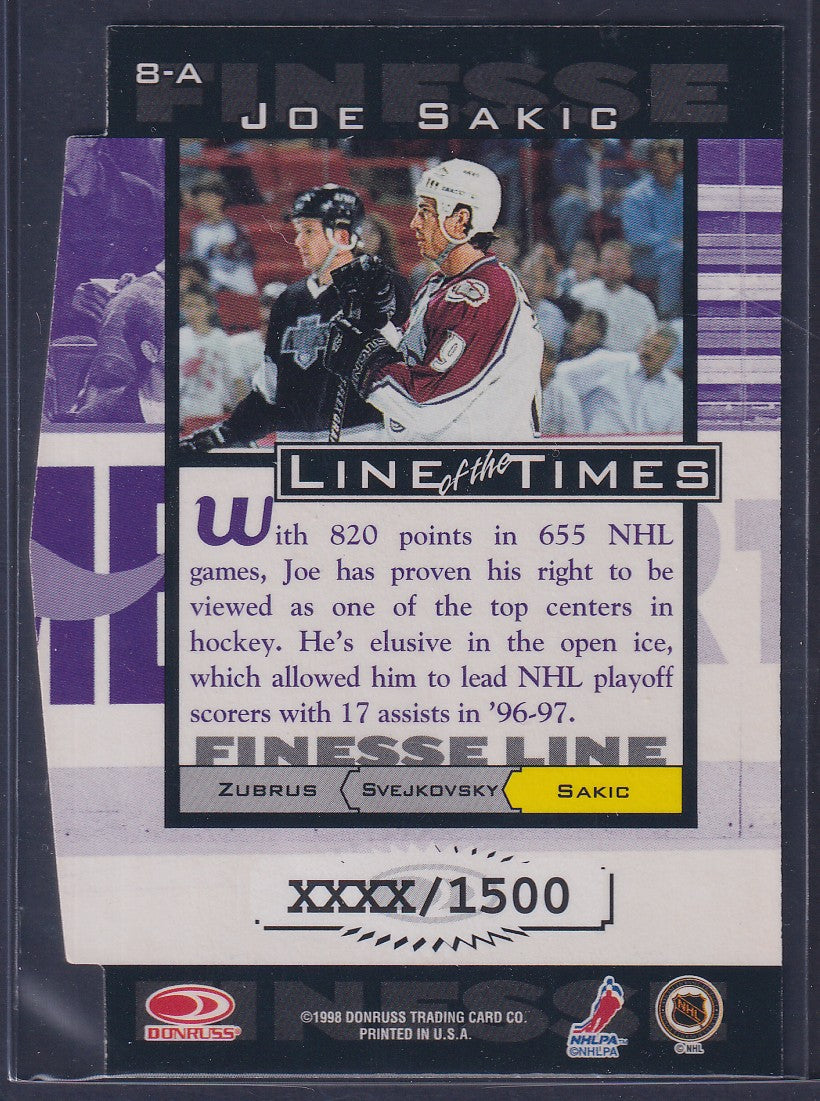 FINESSE
8-A
JOE SAKIC
9
LINE of the TIMES
With 820 points in 655 NHL
games, Joe has proven his right to be
viewed as one of the top centers in
hockey. He's elusive in the open ice,
which allowed him to lead NHL playoff
scorers with 17 assists in '96-97.
FINESSE LINE
ZUBRUS SVEJKOVSKY SAKIC
XXXX/1500
FINESSE
DONRUSS
©1998 DONRUSS TRADING CARD CO.
PRINTED IN U.S.A.
NHLPA™
©NHLPA
NHL
© NHL